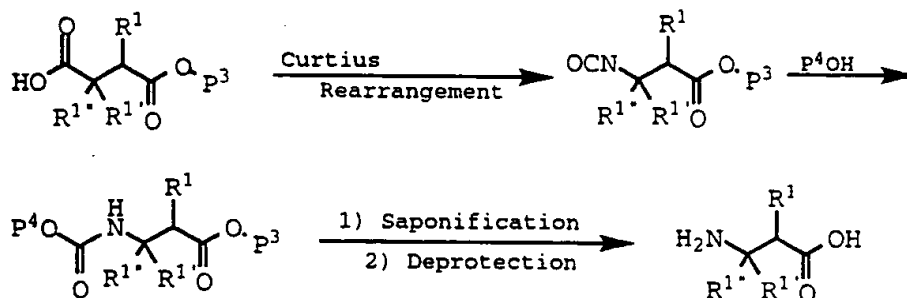 O R¹
HO O P³
R¹" R¹' O
Curtius
Rearrangement
R¹
OCN O P³
R¹" R¹' O
P⁴OH
R¹
P⁴O H N O P³
O R¹" R¹' O
1) Saponification
2) Deprotection
R¹
H₂N OH
R¹" R¹' O